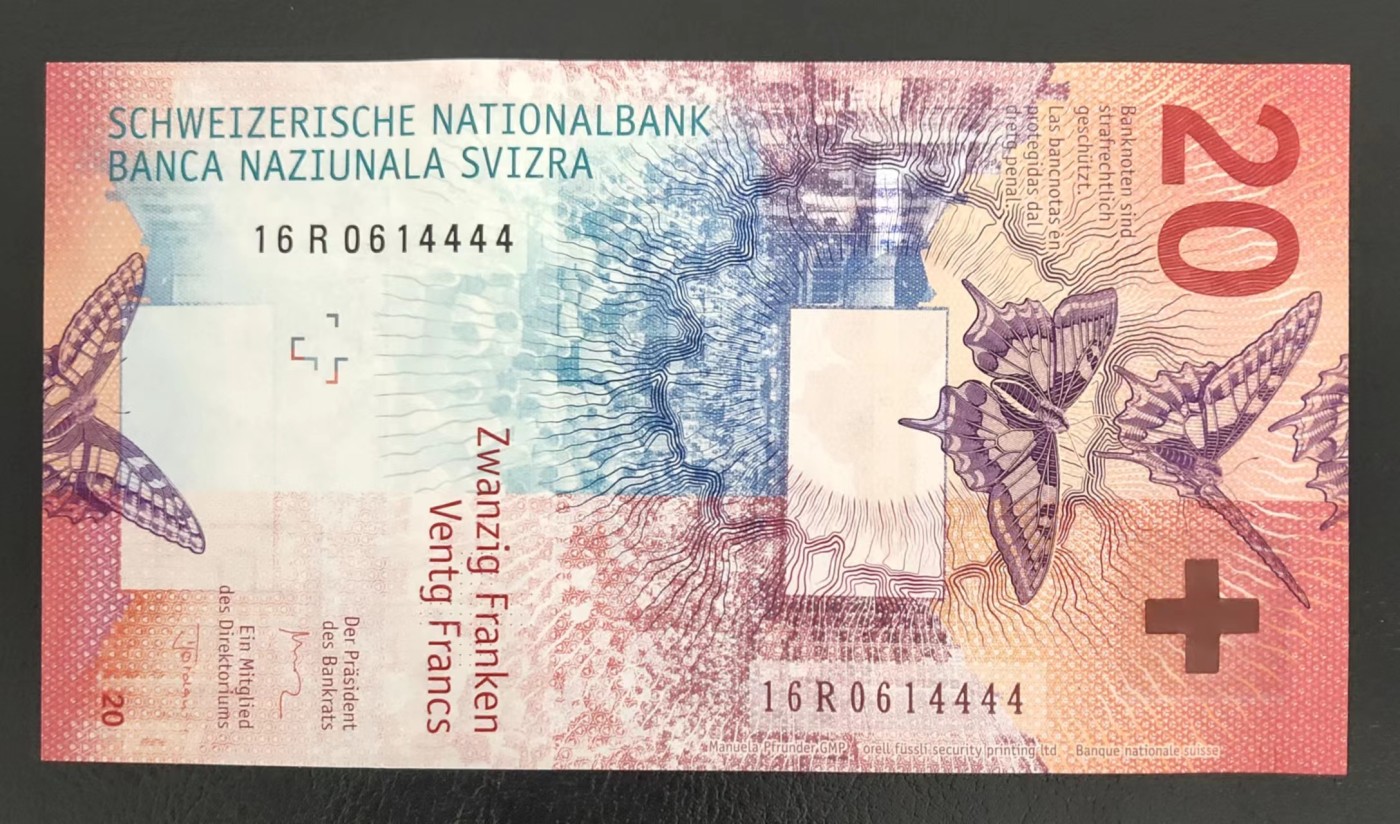 SCHWEIZERISCHE NATIONALBANK
BANCA NAZIUNALA SVIZRA
16 R 0614444
20
Banknoten sind
strafrechtlich
geschützt.
Las bancnotas èn
protegidas dal
dretg penal.
Zwanzig Franken
Ventg Francs
Der Präsident
des Bankrats
Ein Mitglied
des Direktoriums
20
16R0614444
Manuela Pfrunder GMP orell füssli security printing ltd Banque nationale suisse